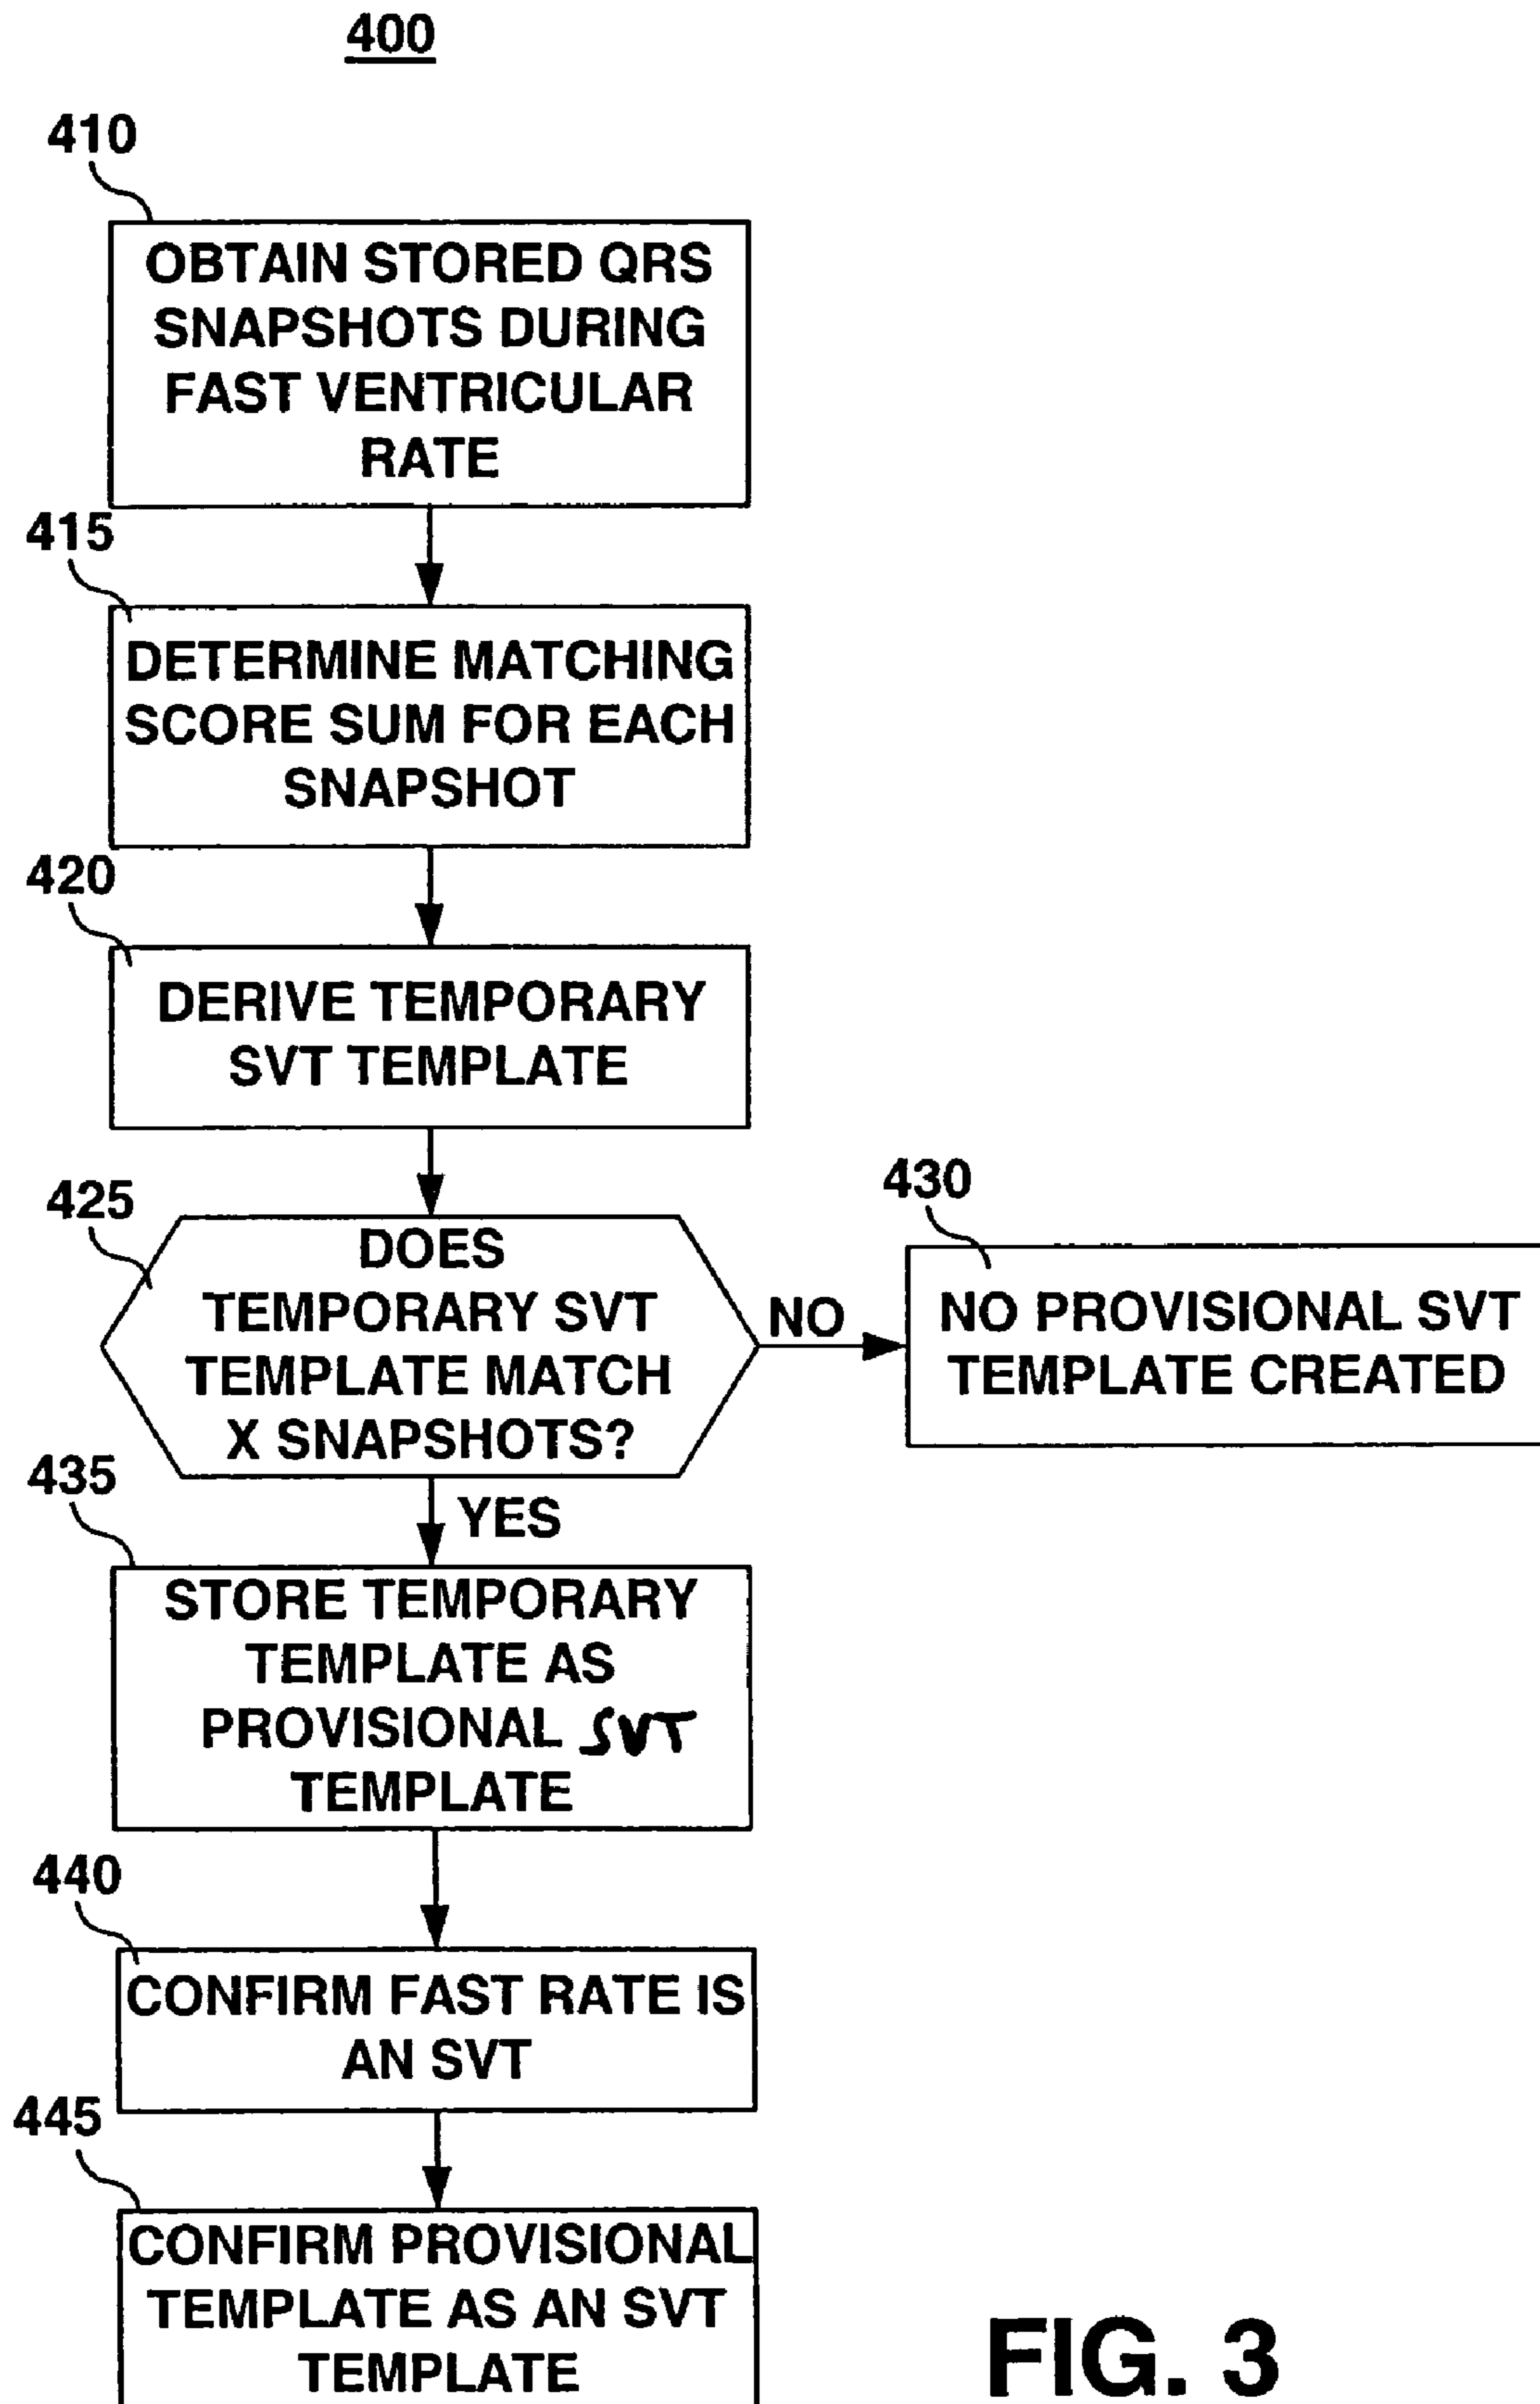 400
410
OBTAIN STORED QRS
SNAPSHOTS DURING
FAST VENTRICULAR
RATE
415
DETERMINE MATCHING
SCORE SUM FOR EACH
SNAPSHOT
420
DERIVE TEMPORARY
SVT TEMPLATE
425
DOES
TEMPORARY SVT
TEMPLATE MATCH
X SNAPSHOTS?
NO
430
NO PROVISIONAL SVT
TEMPLATE CREATED
YES
435
STORE TEMPORARY
TEMPLATE AS
PROVISIONAL SVT
TEMPLATE
440
CONFIRM FAST RATE IS
AN SVT
445
CONFIRM PROVISIONAL
TEMPLATE AS AN SVT
TEMPLATE
FIG. 3